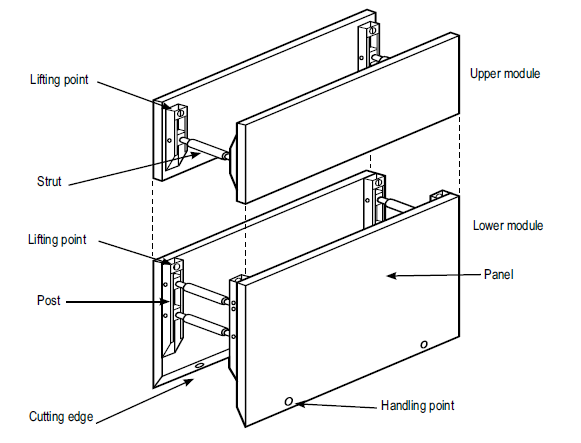 Lifting point
Upper module
Strut
Lifting point
Lower module
Panel
Post
Cutting edge
Handling point